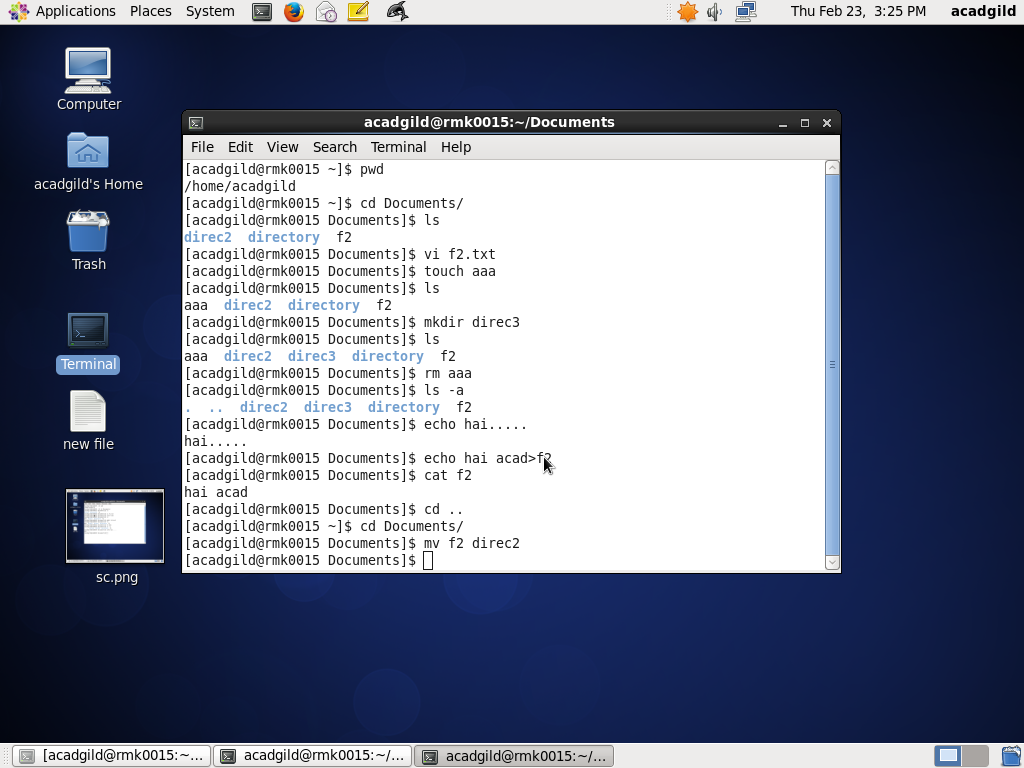 Applications Places System Thu Feb 23, 3:25 PM acadgild
Computer
acadgild's Home
Trash
Terminal
new file
sc.png
acadgild@rmk0015:~/Documents
File Edit View Search Terminal Help
[acadgild@rmk0015 ~]$ pwd
/home/acadgild
[acadgild@rmk0015 ~]$ cd Documents/
[acadgild@rmk0015 Documents]$ ls
direc2 directory f2
[acadgild@rmk0015 Documents]$ vi f2.txt
[acadgild@rmk0015 Documents]$ touch aaa
[acadgild@rmk0015 Documents]$ ls
aaa direc2 directory f2
[acadgild@rmk0015 Documents]$ mkdir direc3
[acadgild@rmk0015 Documents]$ ls
aaa direc2 direc3 directory f2
[acadgild@rmk0015 Documents]$ rm aaa
[acadgild@rmk0015 Documents]$ ls -a
. .. direc2 direc3 directory f2
[acadgild@rmk0015 Documents]$ echo hai.....
hai.....
[acadgild@rmk0015 Documents]$ echo hai acad>f2
[acadgild@rmk0015 Documents]$ cat f2
hai acad
[acadgild@rmk0015 Documents]$ cd ..
[acadgild@rmk0015 ~]$ cd Documents/
[acadgild@rmk0015 Documents]$ mv f2 direc2
[acadgild@rmk0015 Documents]$
[acadgild@rmk0015:~... acadgild@rmk0015:~/... acadgild@rmk0015:~/...